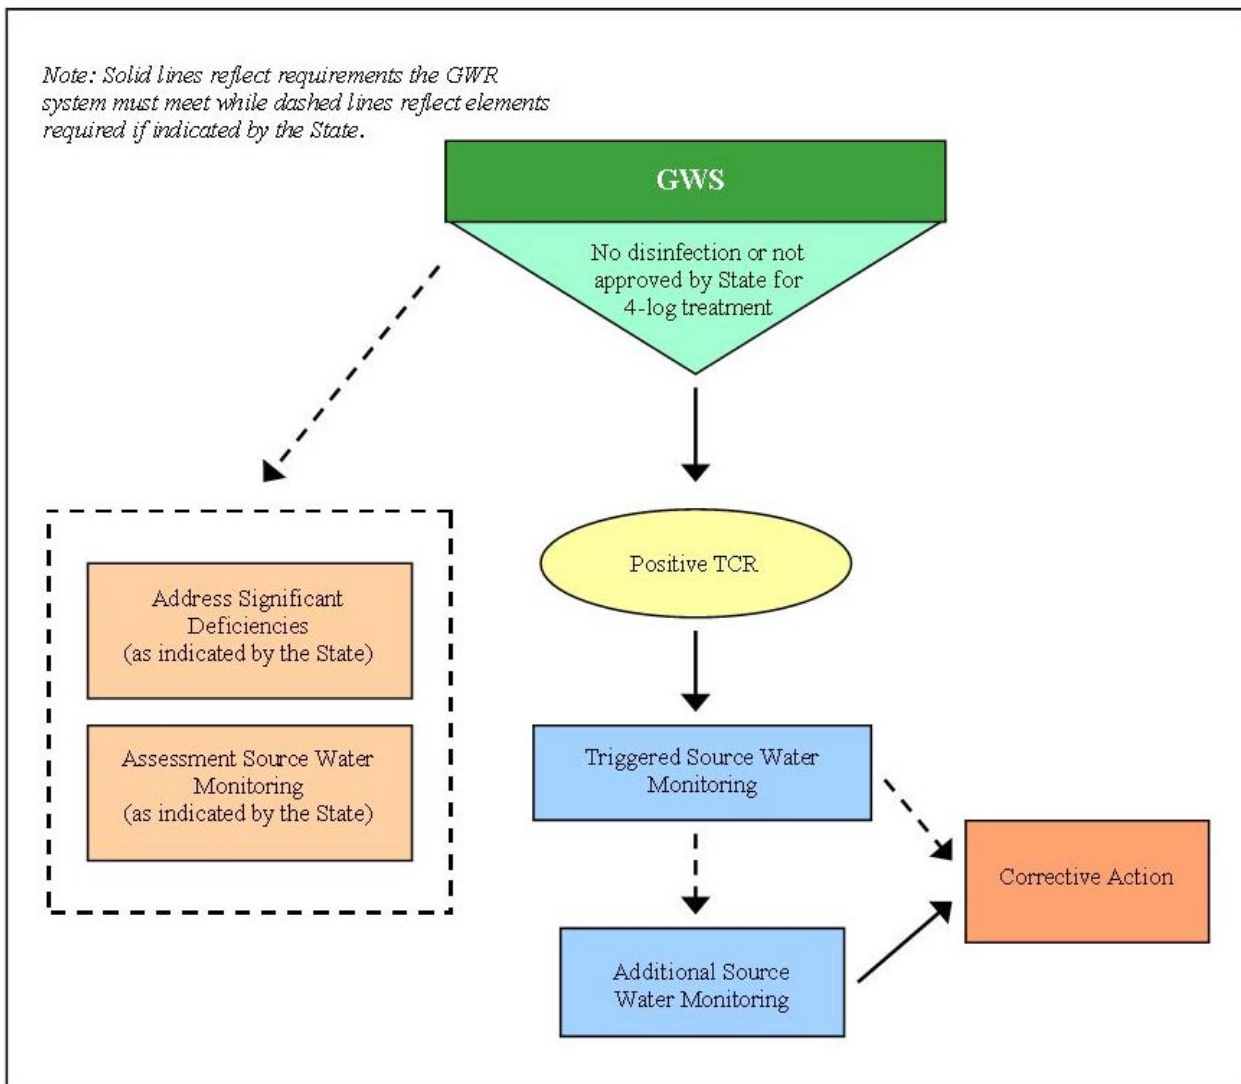 Note: Solid lines reflect requirements the GWR
system must meet while dashed lines reflect elements
required if indicated by the State.
GWS
No disinfection or not
approved by State for
4-log treatment
Positive TCR
Address Significant
Deficiencies
(as indicated by the State)
Assessment Source Water
Monitoring
(as indicated by the State)
Triggered Source Water
Monitoring
Corrective Action
Additional Source
Water Monitoring